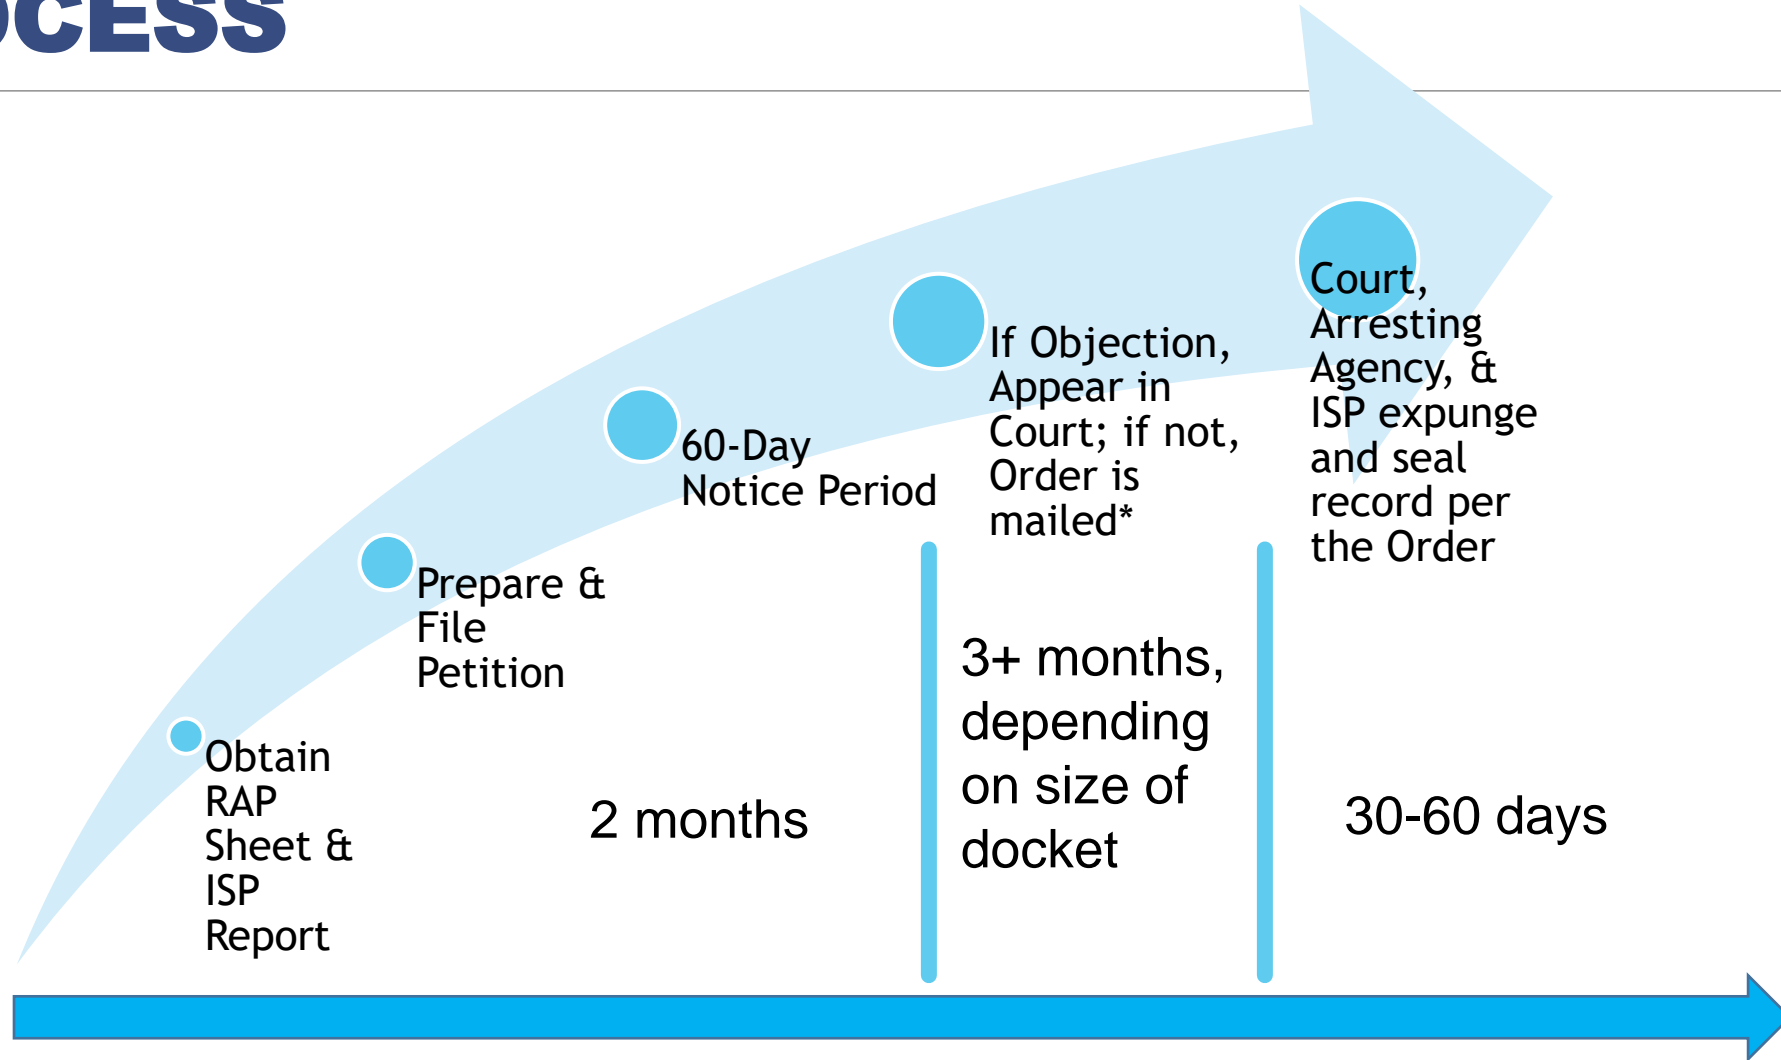 OCESS
Obtain
RAP
Sheet &
ISP
Report
Prepare &
File
Petition
60-Day
Notice Period
If Objection,
Appear in
Court; if not,
Order is
mailed*
Court,
Arresting
Agency, &
ISP expunge
and seal
record per
the Order
2 months
3+ months,
depending
on size of
docket
30-60 days